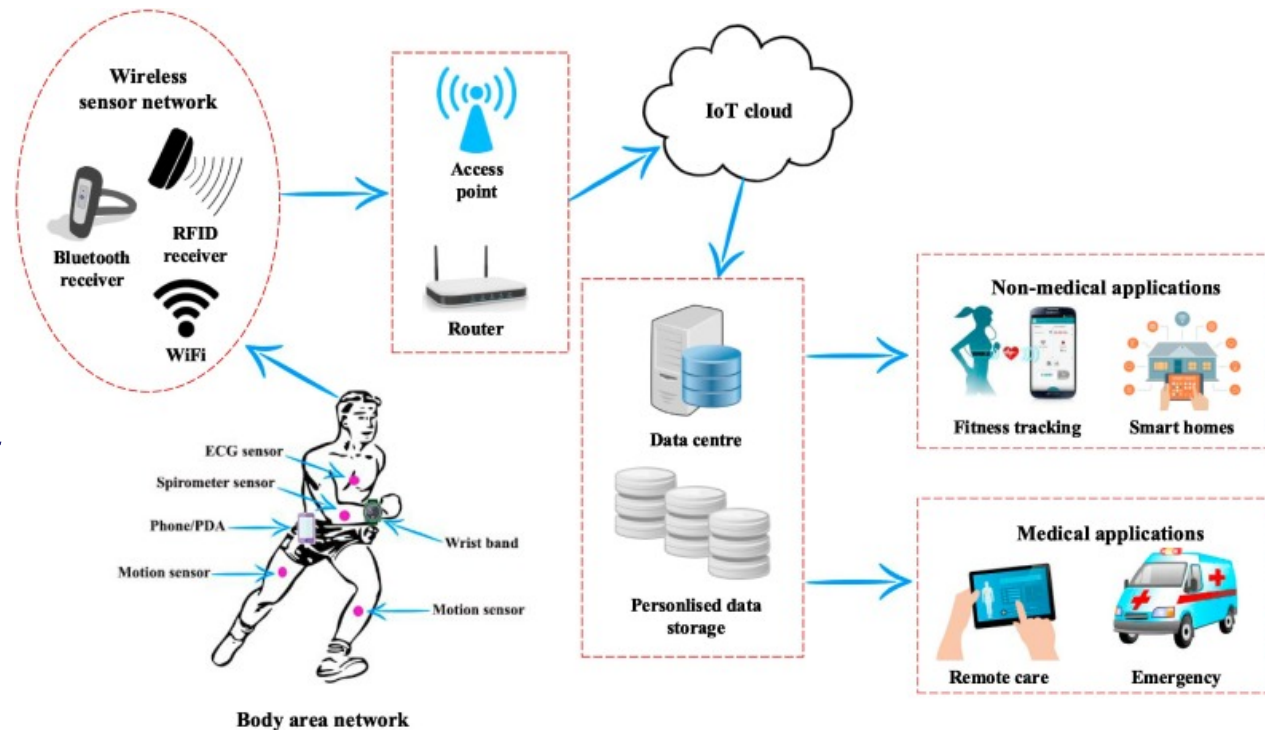 Wireless
sensor network
Bluetooth
receiver
RFID
receiver
WiFi
Access
point
Router
IoT cloud
Data centre
Personlised data
storage
Non-medical applications
Fitness tracking
Smart homes
Medical applications
Remote care
Emergency
ECG sensor
Spirometer sensor
Phone/PDA
Motion sensor
Wrist band
Motion sensor
Body area network